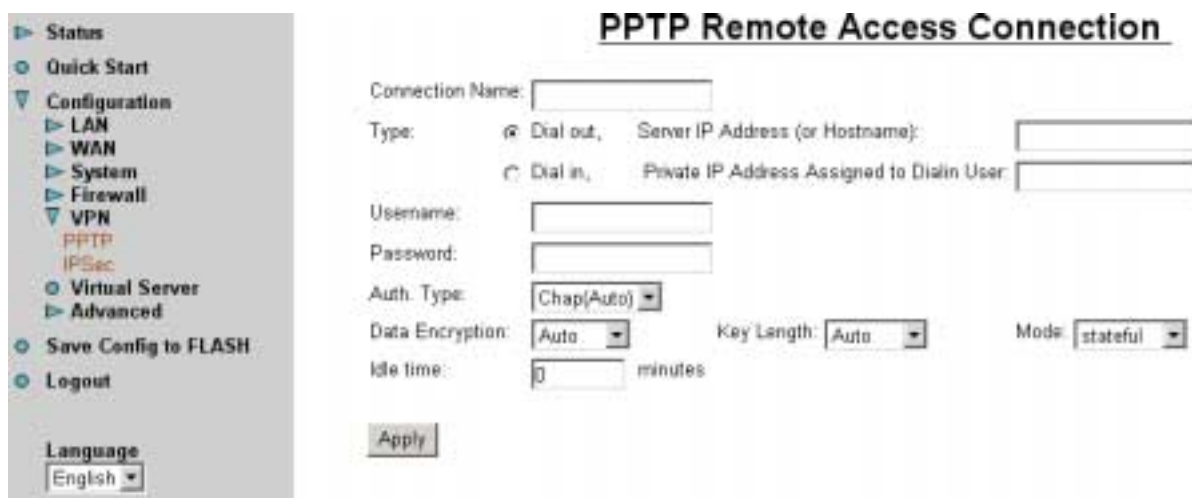 Status
Quick Start
Configuration
LAN
WAN
System
Firewall
VPN
PPTP
IPSec
Virtual Server
Advanced
Save Config to FLASH
Logout
Language
English
PPTP Remote Access Connection
Connection Name:
Type: Dial out, Server IP Address (or Hostname):
Dial in, Private IP Address Assigned to Dialin User:
Username:
Password:
Auth. Type: Chap(Auto)
Data Encryption: Auto Key Length: Auto Mode: stateful
Idle time: 0 minutes
Apply